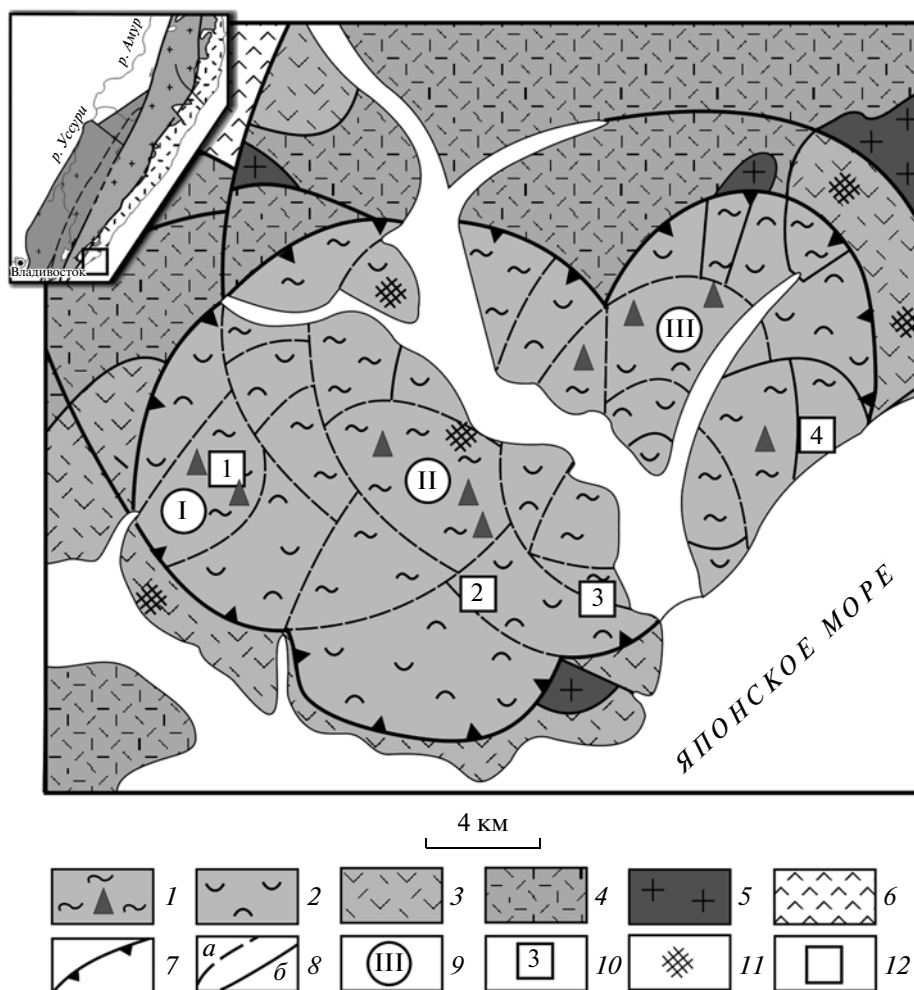 р. Амур
р. Уссури
Владивосток
III
4
1
II
I
2
3
ЯПОНСКОЕ МОРЕ
4 км
1
2
3
4
5
6
7
а
б
8
III
9
3
10
11
12